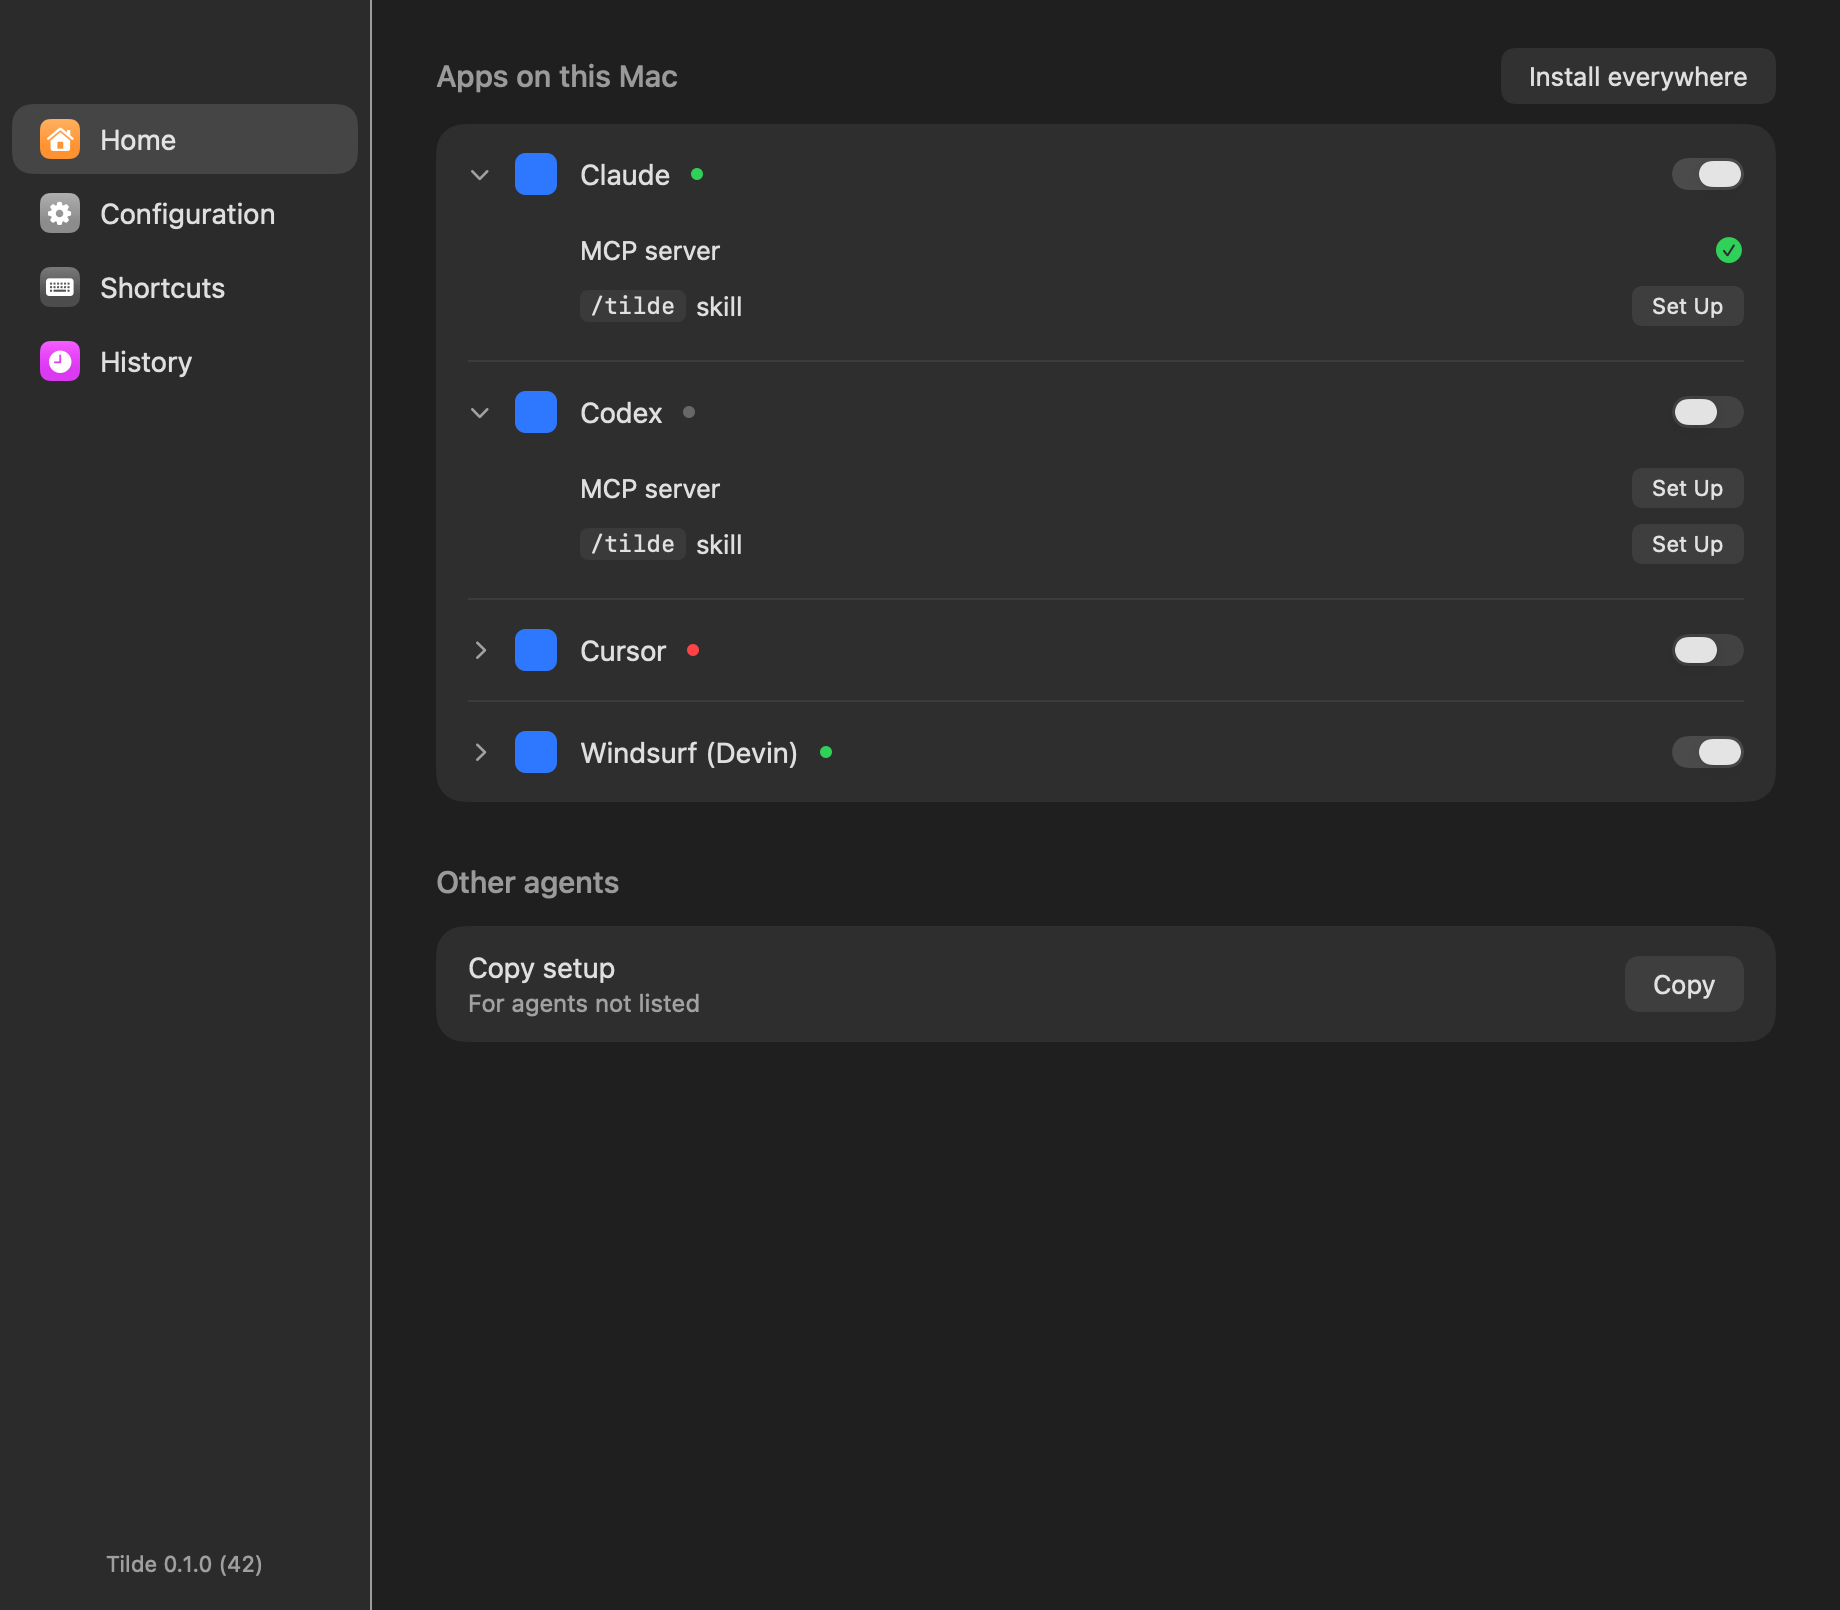 Home
Configuration
Shortcuts
History
Tilde 0.1.0 (42)
Apps on this Mac
Install everywhere
Claude
MCP server
/tilde skill
Set Up
Codex
MCP server
Set Up
/tilde skill
Set Up
Cursor
Windsurf (Devin)
Other agents
Copy setup
For agents not listed
Copy